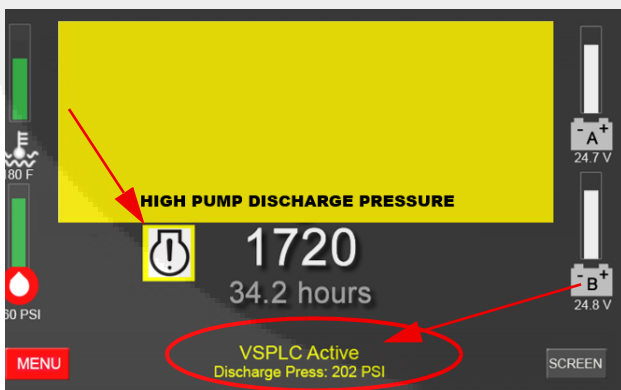 HIGH PUMP DISCHARGE PRESSURE
- A +
24.7 V
80 F
1720
34.2 hours
- B +
24.8 V
60 PSI
VSPLC Active
Discharge Press: 202 PSI
MENU
SCREEN